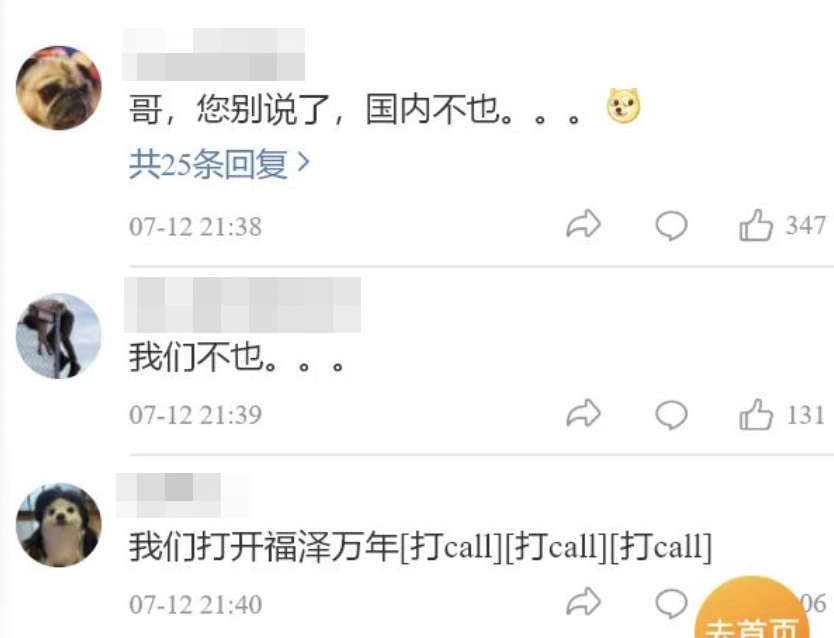 哥，您别说了，国内不也。。。
共25条回复>
07-12 21:38
347
我们不也。。。
07-12 21:39
131
我们打开福泽万年[打call][打call][打call]
07-12 21:40
06
去首页